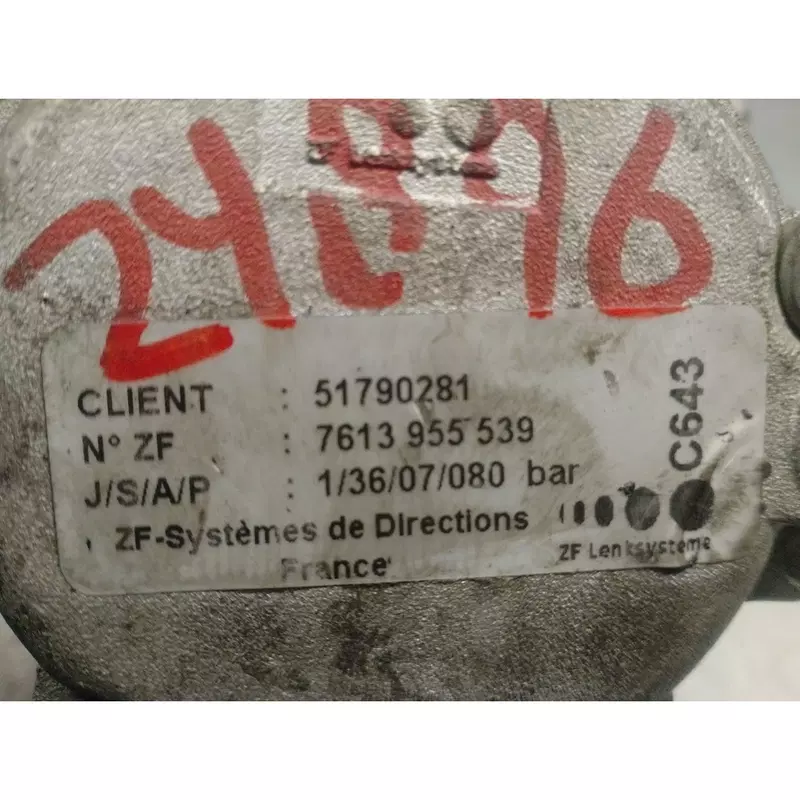 CLIENT : 51790281
N° ZF : 7613 955 539
J/S/A/P : 1/36/07/080 bar
ZF-Systèmes de Directions
France
C643
ZF Lenksysteme